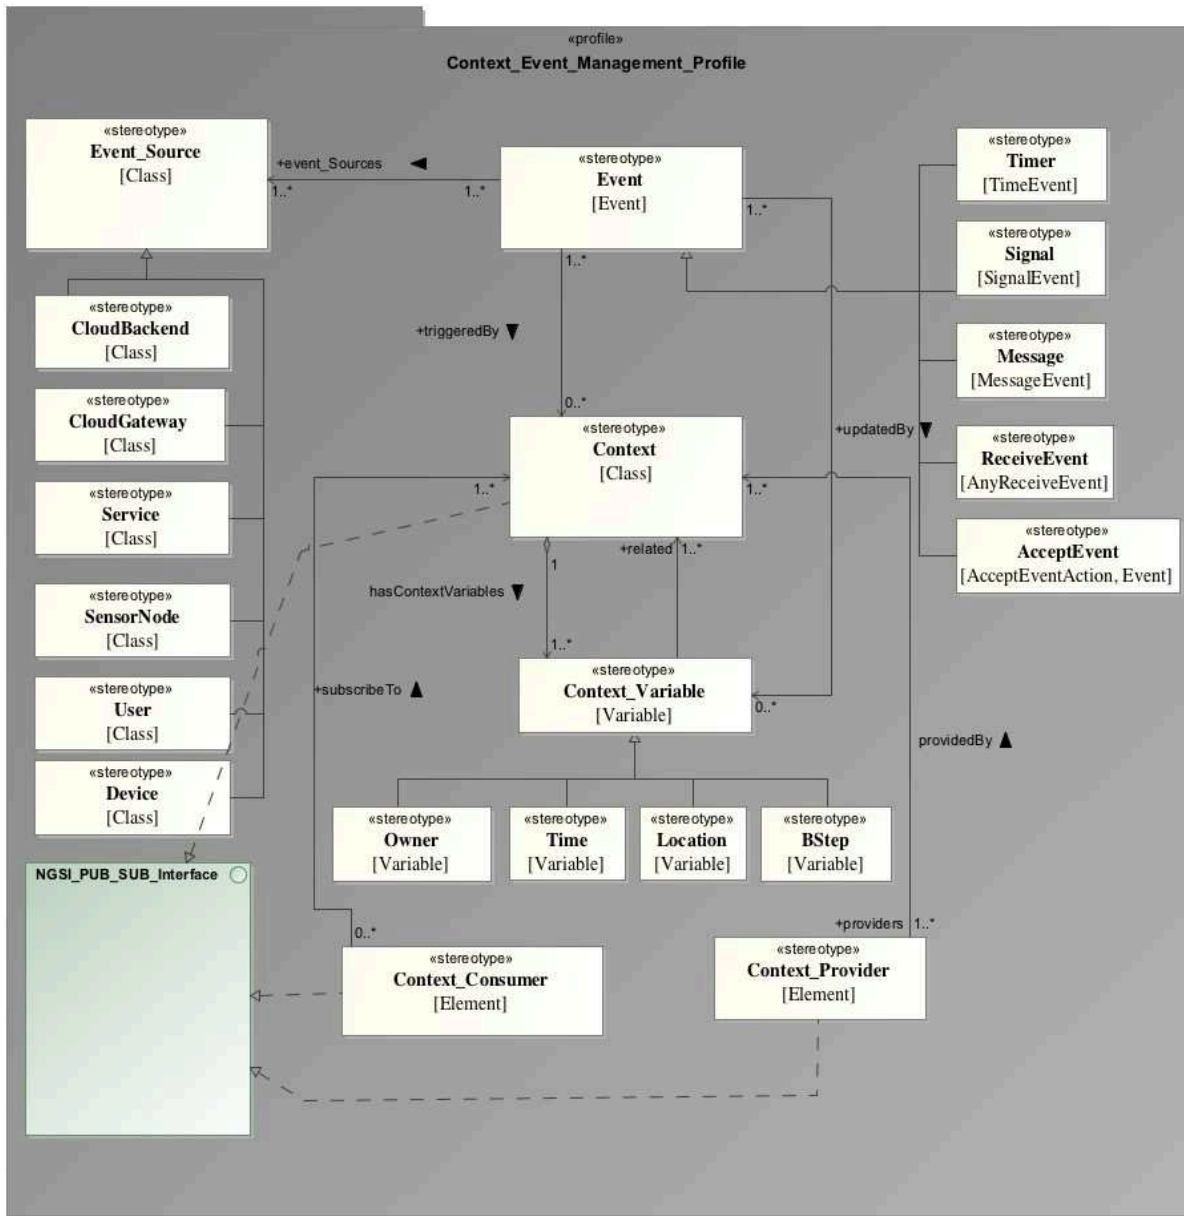 «profile»
Context_Event_Management_Profile
«stereotype»
Event_Source
[Class]
+event_Sources
1..*
1..*
«stereotype»
Event
[Event]
1..*
1..*
«stereotype»
Timer
[TimeEvent]
«stereotype»
Signal
[SignalEvent]
«stereotype»
Message
[MessageEvent]
«stereotype»
ReceiveEvent
[AnyReceiveEvent]
«stereotype»
AcceptEvent
[AcceptEventAction, Event]
«stereotype»
CloudBackend
[Class]
«stereotype»
CloudGateway
[Class]
«stereotype»
Service
[Class]
«stereotype»
SensorNode
[Class]
«stereotype»
User
[Class]
«stereotype»
Device
[Class]
+triggeredBy
0..*
+updatedBy
«stereotype»
Context
[Class]
1..*
1..*
1
+related
1..*
hasContextVariables
1..*
+subscribeTo
«stereotype»
Context_Variable
[Variable]
0..*
providedBy
«stereotype»
Owner
[Variable]
«stereotype»
Time
[Variable]
«stereotype»
Location
[Variable]
«stereotype»
BStep
[Variable]
NGSI_PUB_SUB_Interface
0..*
+providers
1..*
«stereotype»
Context_Consumer
[Element]
«stereotype»
Context_Provider
[Element]